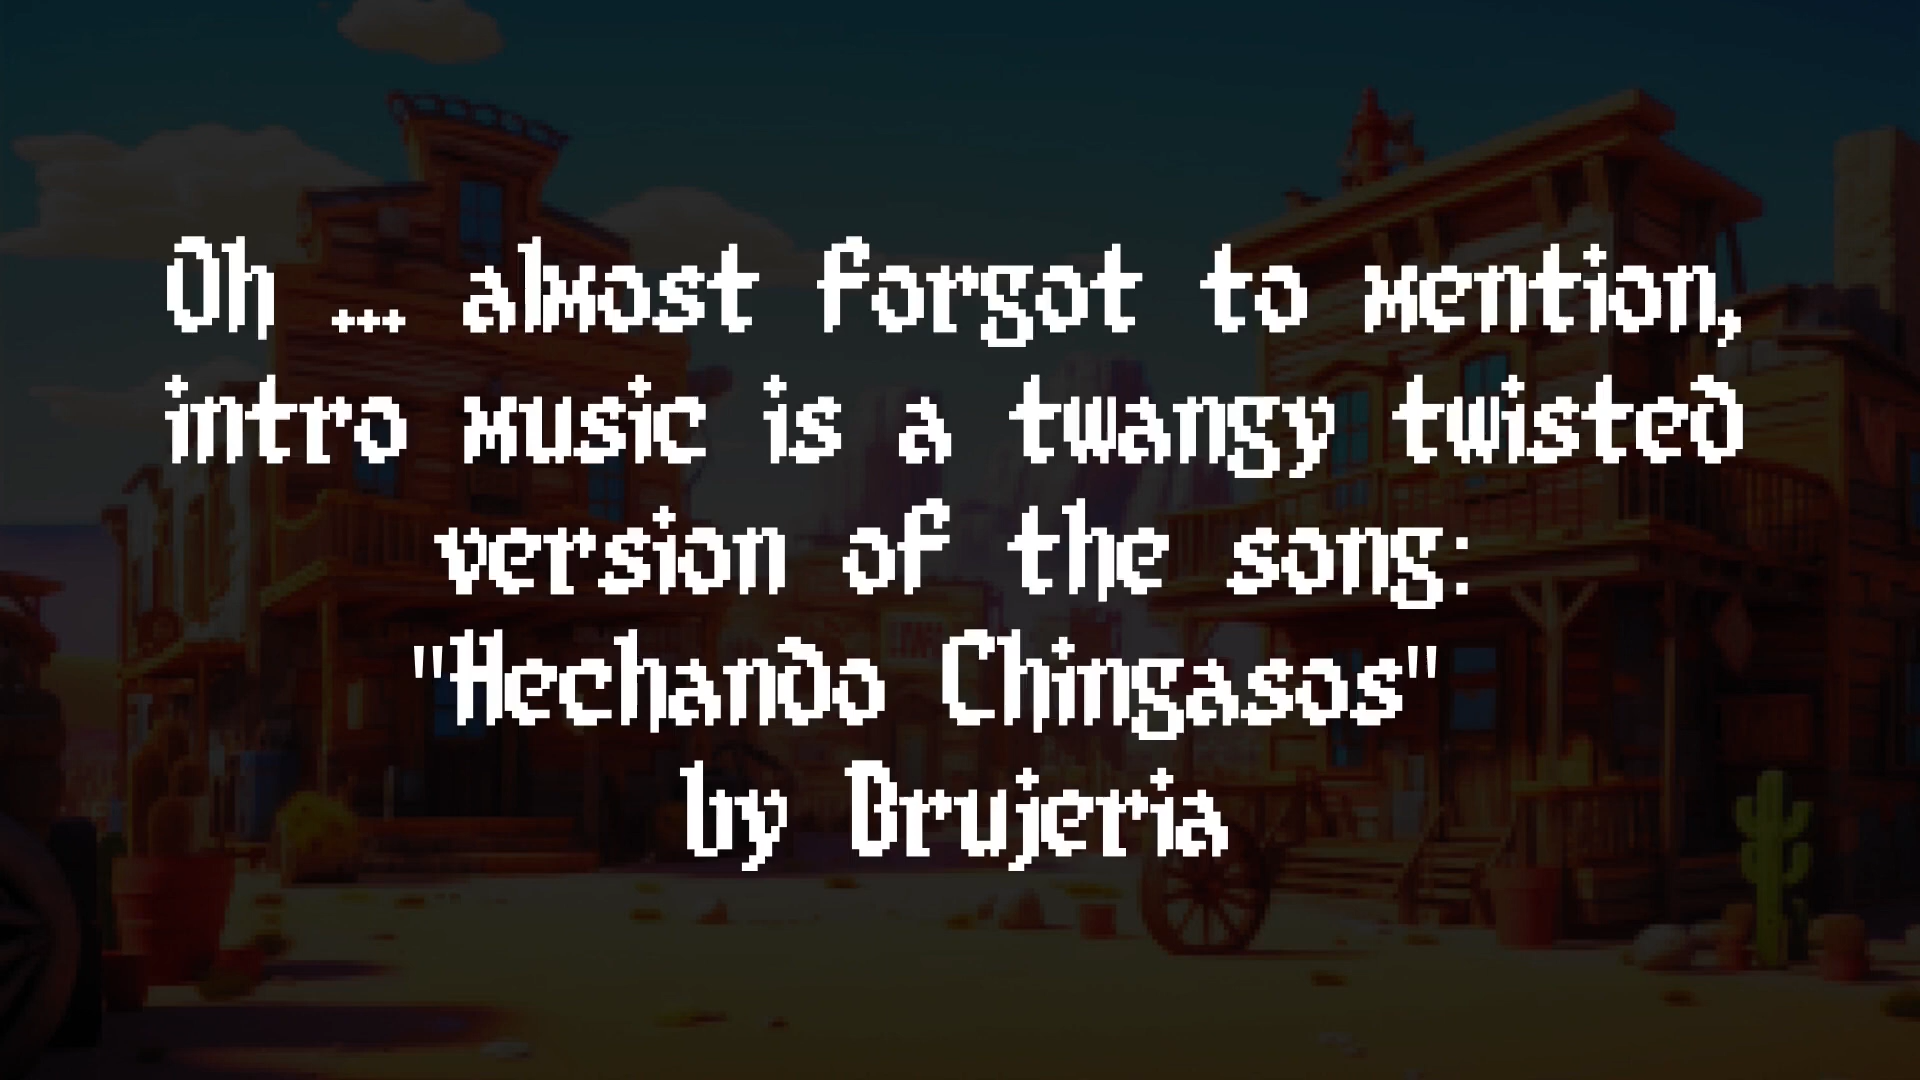 Oh ... almost forgot to mention,
intro music is a twangy twisted
version of the song:
"Hechando Chingasos"
by Brujeria